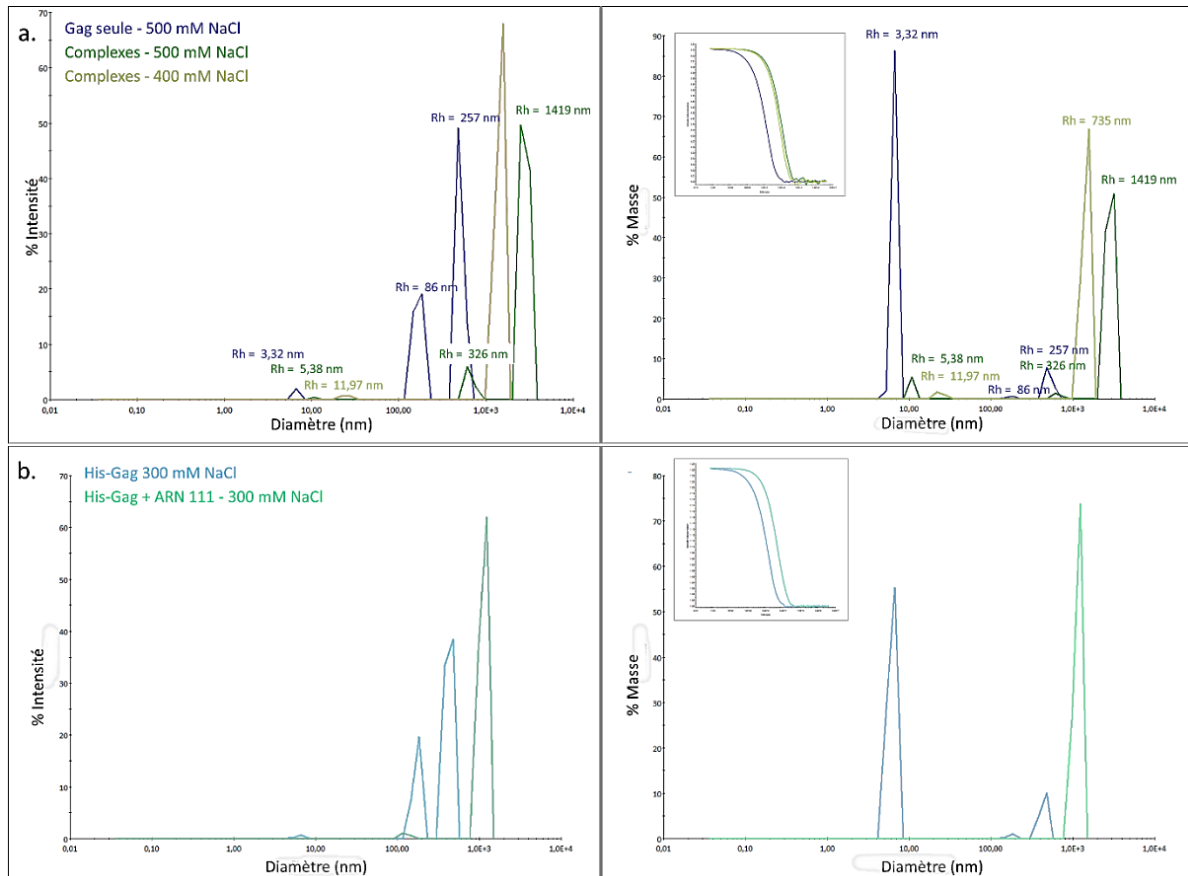 a.
Gag seule - 500 mM NaCl
Complexes - 500 mM NaCl
Complexes - 400 mM NaCl
% Intensité
70
60
50
40
30
20
10
0
Rh = 3,32 nm
Rh = 5,38 nm
Rh = 11,97 nm
Rh = 86 nm
Rh = 257 nm
Rh = 326 nm
Rh = 1419 nm
0,01
0,10
1,00
10,00
100,00
1,0E+3
1,0E+4
Diamètre (nm)
% Masse
90
80
70
60
50
40
30
20
10
0
Rh = 3,32 nm
Rh = 735 nm
Rh = 1419 nm
Rh = 5,38 nm
Rh = 11,97 nm
Rh = 257 nm
Rh = 326 nm
Rh = 86 nm
0,01
0,10
1,00
10,00
100,00
1,0E+3
1,0E+4
Diamètre (nm)
b.
His-Gag 300 mM NaCl
His-Gag + ARN 111 - 300 mM NaCl
% Intensité
70
60
50
40
30
20
10
0
0,01
0,10
1,00
10,00
100,00
1,0E+3
1,0E+4
Diamètre (nm)
% Masse
80
70
60
50
40
30
20
10
0
0,01
0,10
1,00
10,00
100,00
1,0E+3
1,0E+4
Diamètre (nm)